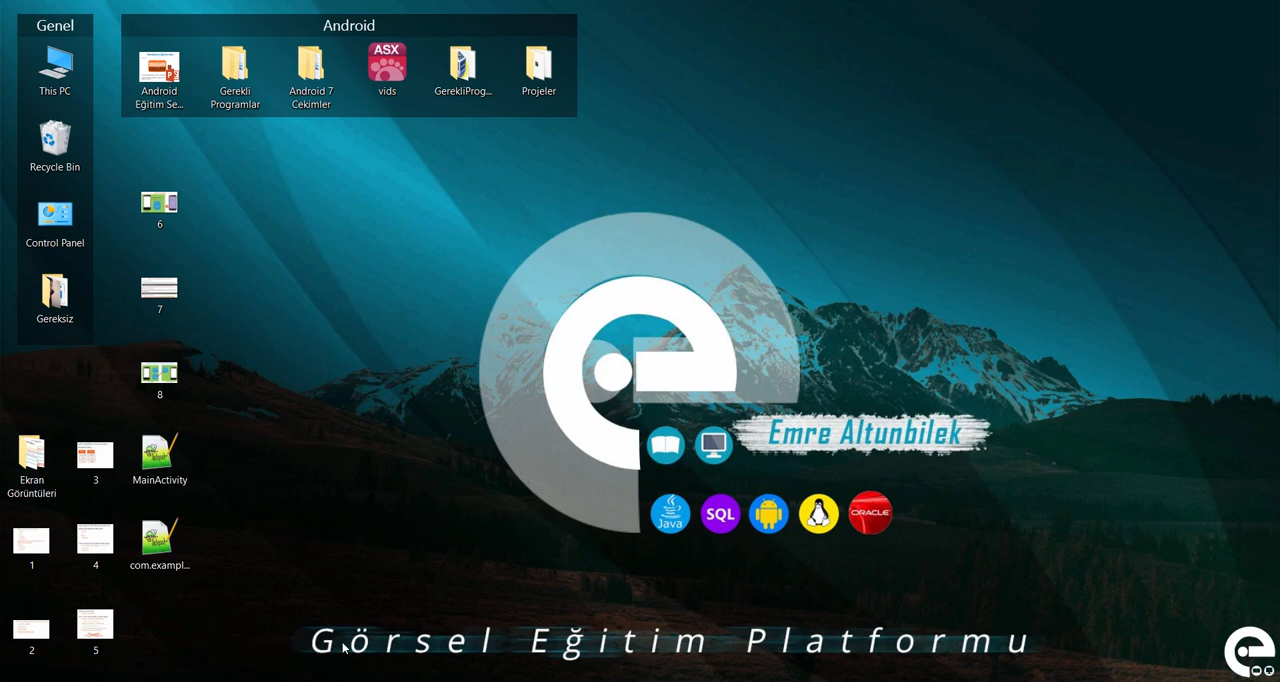 Genel
This PC
Recycle Bin
Control Panel
Gereksiz
Android
Android
Eğitim Se...
Gerekli
Programlar
Android 7
Cekimler
ASX
vids
GerekliProg...
Projeler
6
7
8
Ekran
Görüntüleri
3
MainActivity
1
4
com.exampl...
2
5
Emre Altunbilek
Java
SQL
ORACLE
Görsel Eğitim Platformu